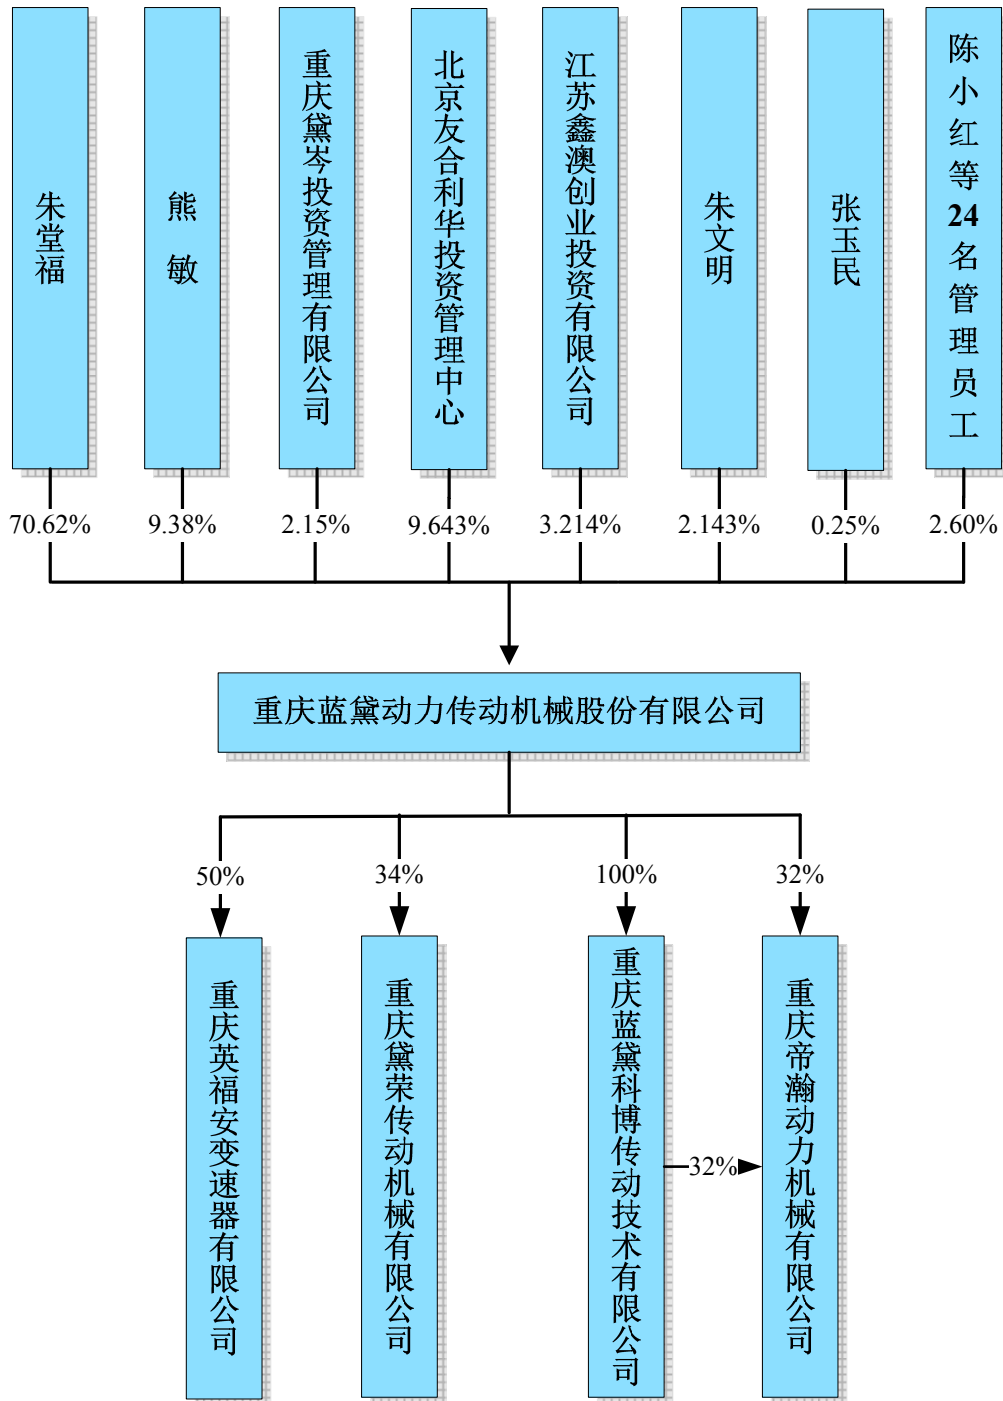 朱堂福
熊敏
重庆黛岑投资管理有限公司
北京友合利华投资管理中心
江苏鑫澳创业投资有限公司
朱文明
张玉民
陈小红等24名管理员工
70.62%
9.38%
2.15%
9.643%
3.214%
2.143%
0.25%
2.60%
重庆蓝黛动力传动机械股份有限公司
50%
34%
100%
32%
重庆英福安变速器有限公司
重庆黛荣传动机械有限公司
重庆蓝黛科博传动技术有限公司
32%
重庆帝瀚动力机械有限公司